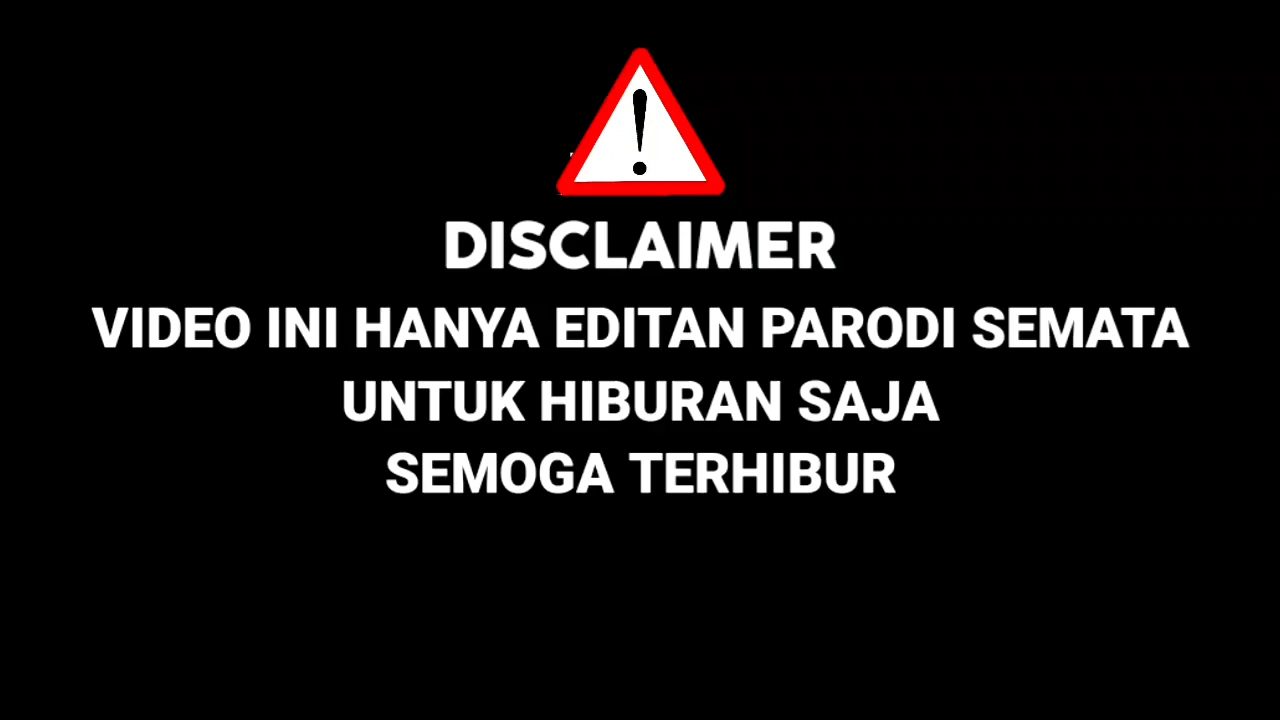 DISCLAIMER
VIDEO INI HANYA EDITAN PARODI SEMATA
UNTUK HIBURAN SAJA
SEMOGA TERHIBUR